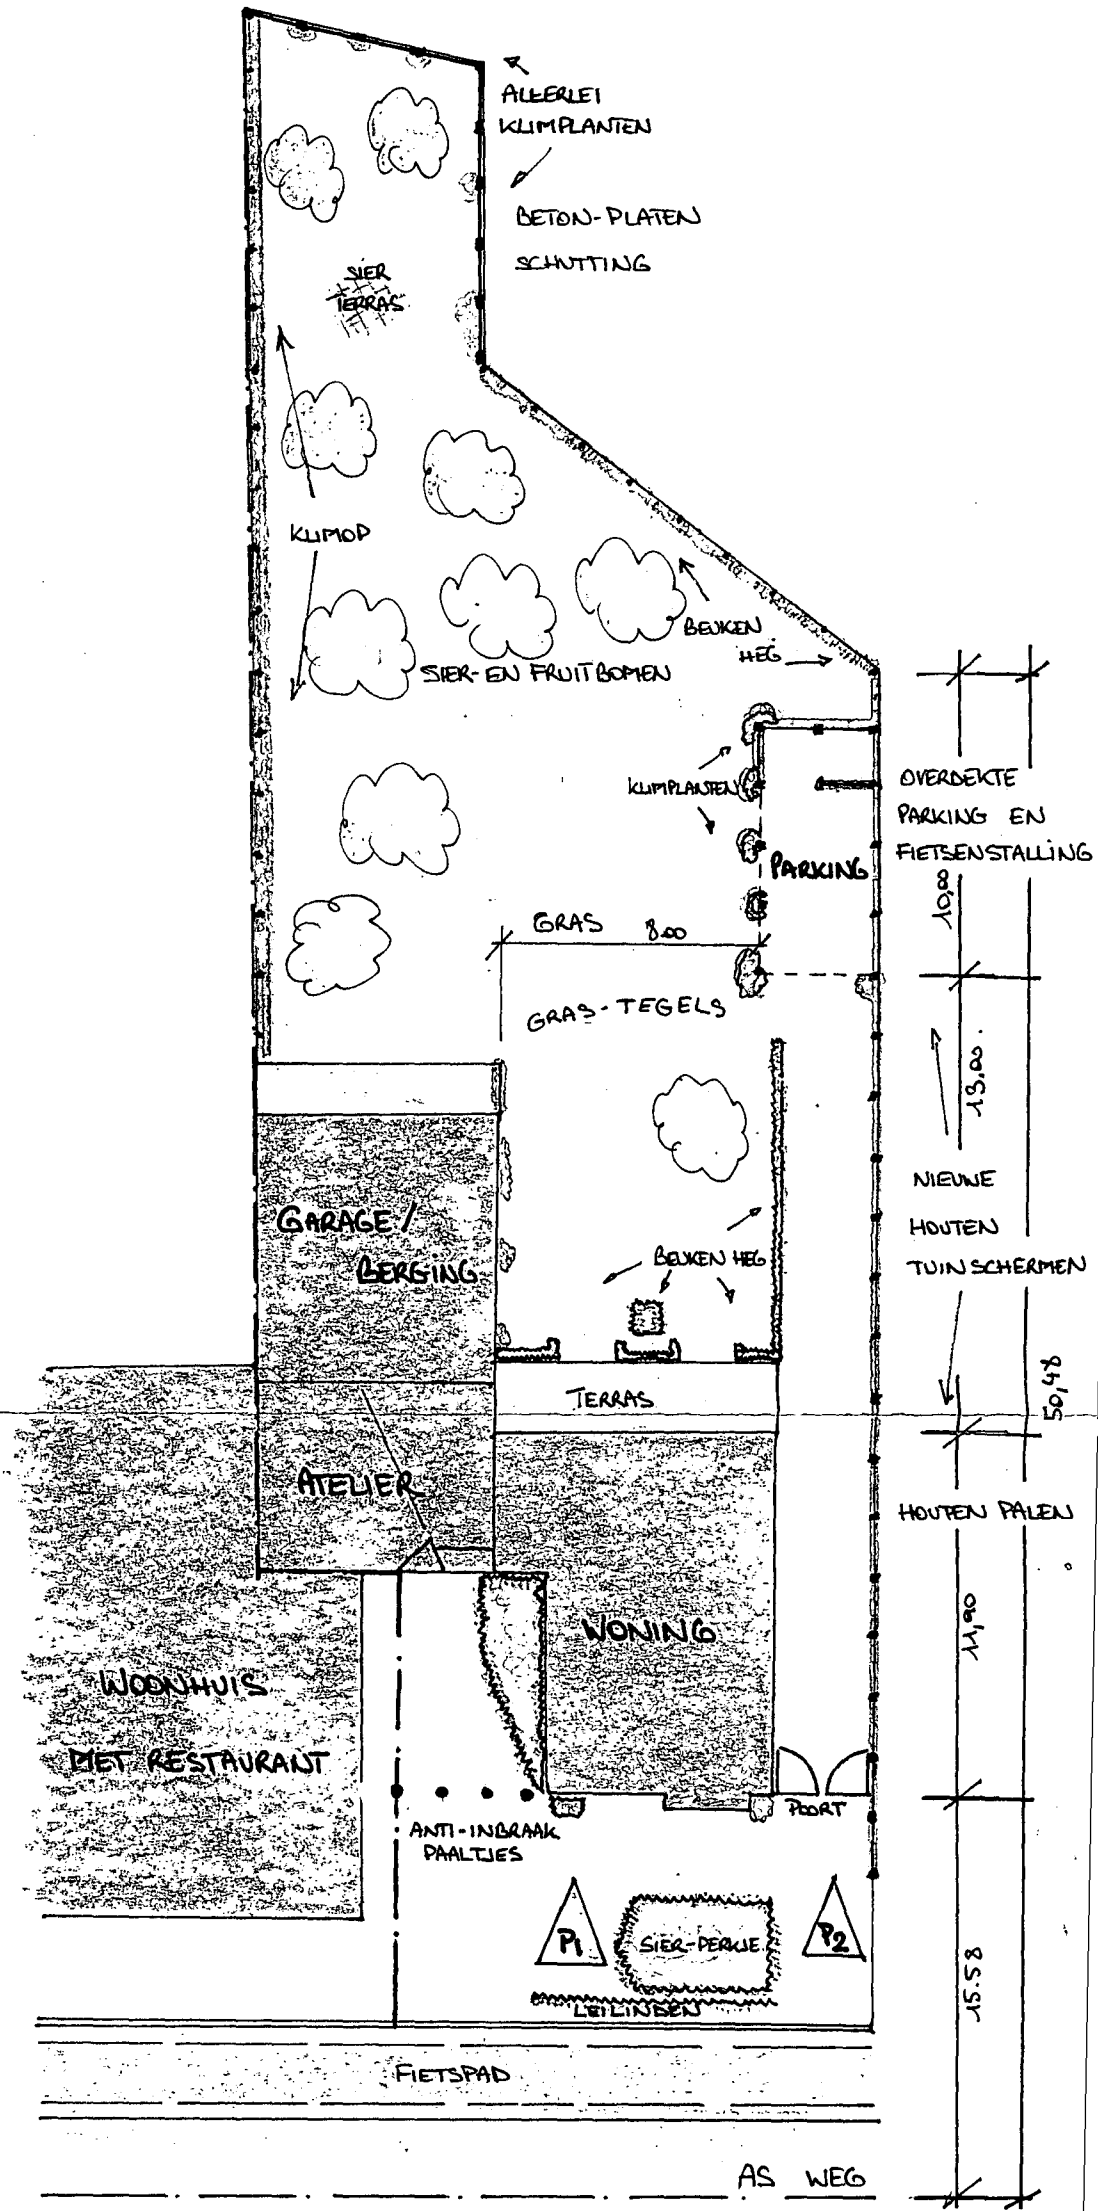 ALLERLEI
KLIMPLANTEN
BETON-PLATEN
SCHUTTING
SIER
TERRAS
KLIMOP
BEUKEN
HEG
SIER- EN FRUITBOMEN
KLIMPLANTEN
OVERDEKTE
PARKING EN
FIETSENSTALLING
PARKING
10,00
GRAS 8.00
GRAS-TEGELS
13,00.
NIEUWE
HOUTEN
TUINSCHERMEN
GARAGE/
BERGING
BEUKEN HEG
TERRAS
50,48
ATELIER
HOUTEN PALEN
WONING
11,90
WOONHUIS
MET RESTAURANT
POORT
ANTI-INBRAAK
PAALTJES
P1
SIER-PERKJE
P2
LEILINDEN
15.58
FIETSPAD
AS WEG